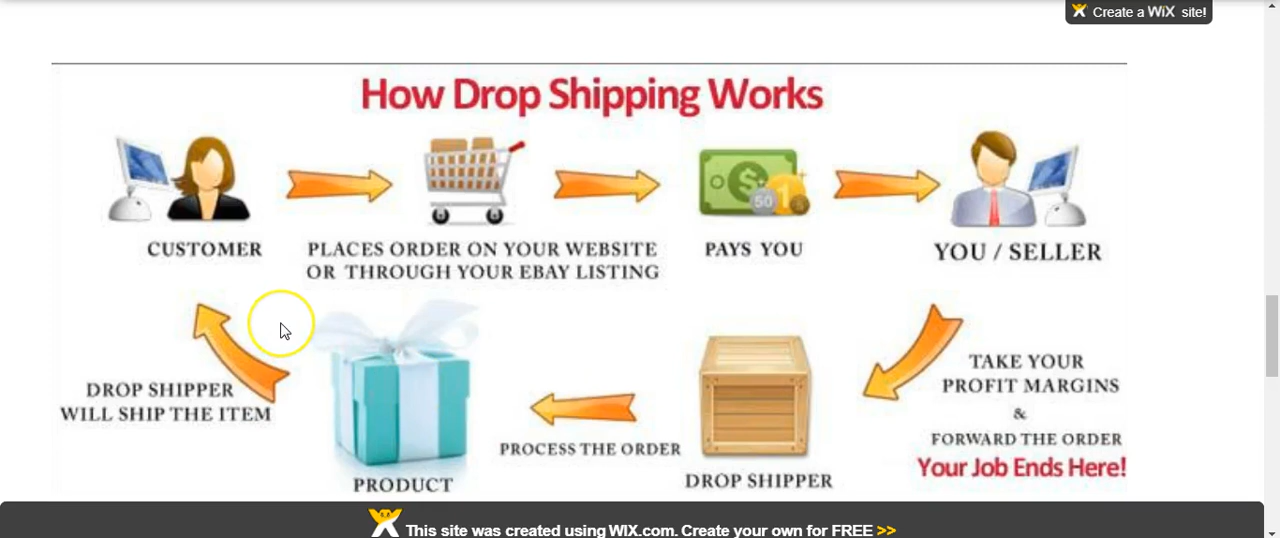 Create a WiX site!
How Drop Shipping Works
50 1
CUSTOMER
PLACES ORDER ON YOUR WEBSITE
OR THROUGH YOUR EBAY LISTING
PAYS YOU
YOU / SELLER
DROP SHIPPER
WILL SHIP THE ITEM
PRODUCT
PROCESS THE ORDER
DROP SHIPPER
TAKE YOUR
PROFIT MARGINS
&
FORWARD THE ORDER
Your Job Ends Here!
This site was created using WIX.com. Create your own for FREE >>